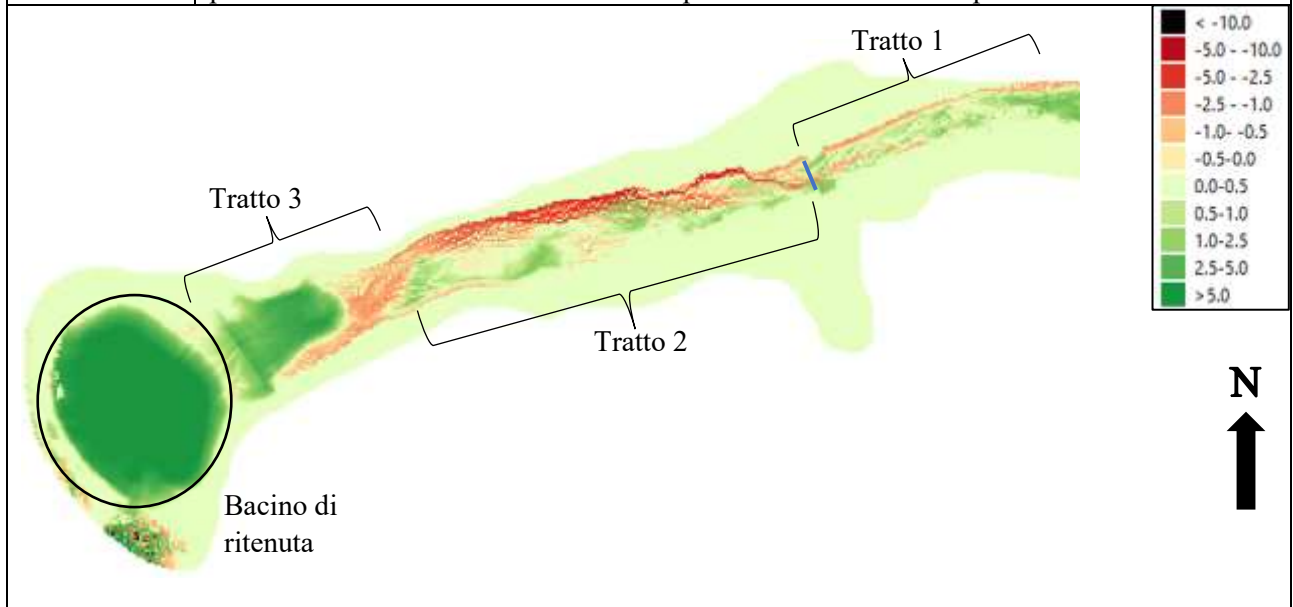 Tratto 1
Tratto 3
Tratto 2
Bacino di
ritenuta
< -10.0
-5.0 - -10.0
-5.0 - -2.5
-2.5 - -1.0
-1.0- -0.5
-0.5-0.0
0.0-0.5
0.5-1.0
1.0-2.5
2.5-5.0
>5.0
N